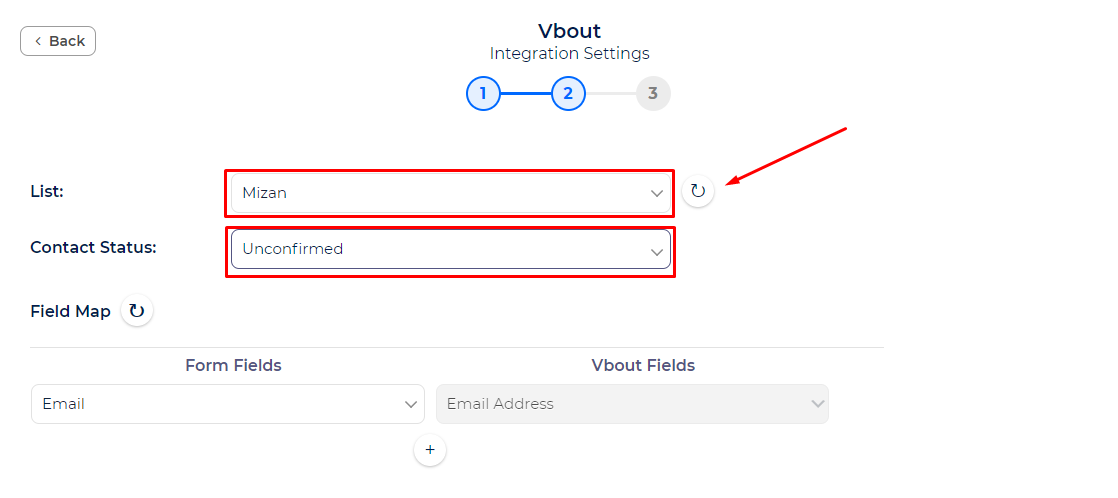 Back
Vbout
Integration Settings
1 2 3
List:
Mizan
Contact Status:
Unconfirmed
Field Map
Form Fields Vbout Fields
Email Email Address
+